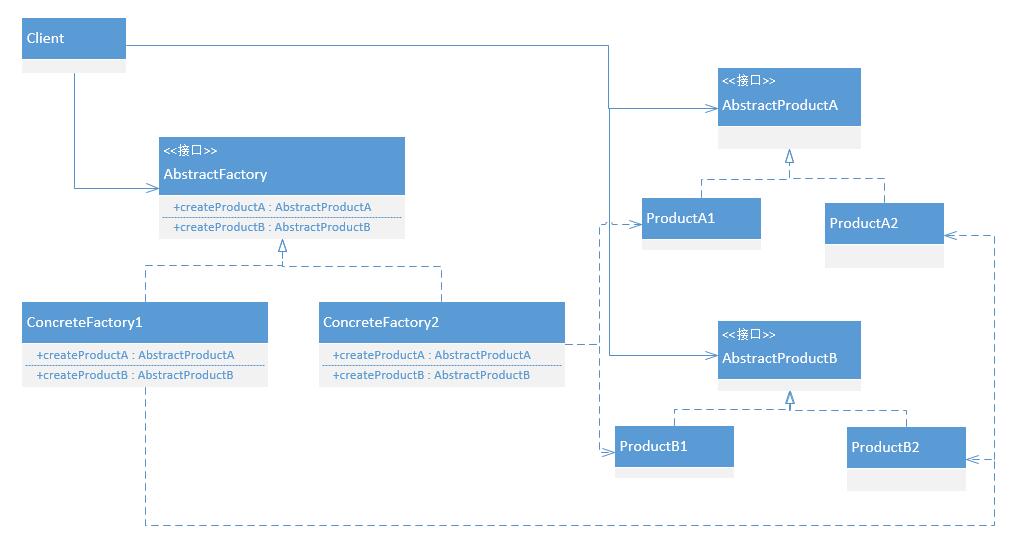 Client
<<接口>>
AbstractProductA
<<接口>>
AbstractFactory
+createProductA : AbstractProductA
+createProductB : AbstractProductB
ProductA1
ProductA2
ConcreteFactory1
+createProductA : AbstractProductA
+createProductB : AbstractProductB
ConcreteFactory2
+createProductA : AbstractProductA
+createProductB : AbstractProductB
<<接口>>
AbstractProductB
ProductB1
ProductB2